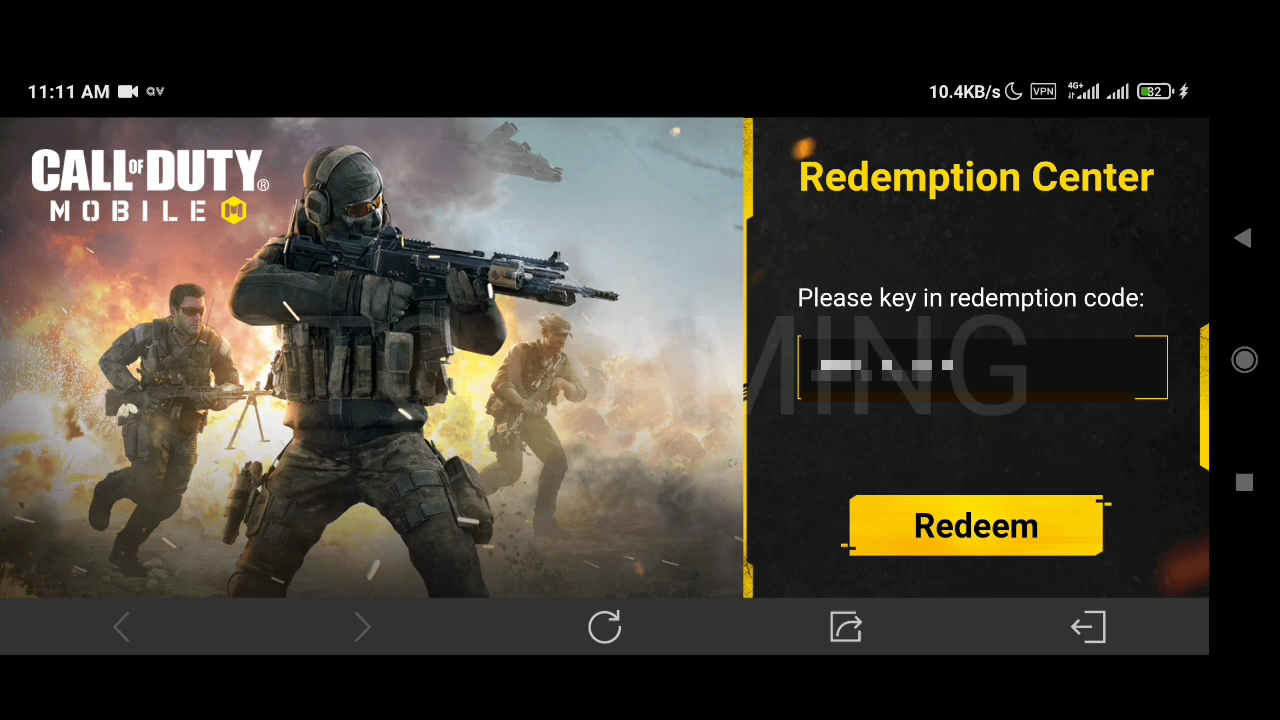 11:11 AM
10.4KB/s VPN 4G+ 32
CALL OF DUTY®
MOBILE
Redemption Center
Please key in redemption code:
GAMING
Redeem